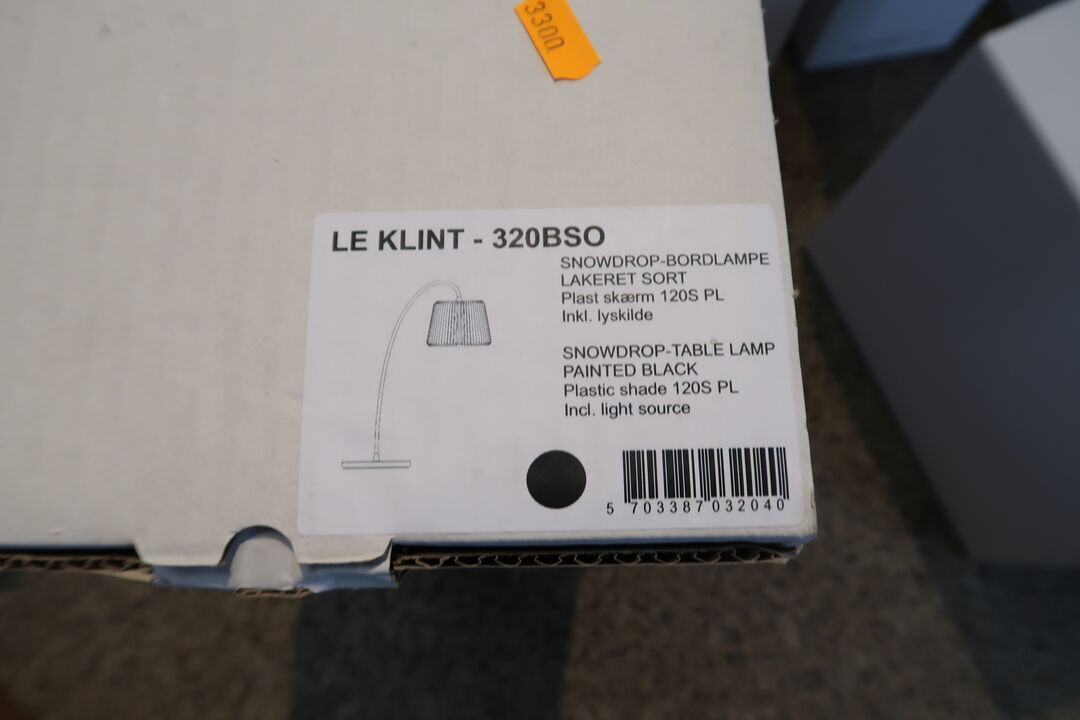 3300
LE KLINT - 320BSO
SNOWDROP-BORDLAMPE
LAKERET SORT
Plast skærm 120S PL
Inkl. lyskilde
SNOWDROP-TABLE LAMP
PAINTED BLACK
Plastic shade 120S PL
Incl. light source
5 703387 032040